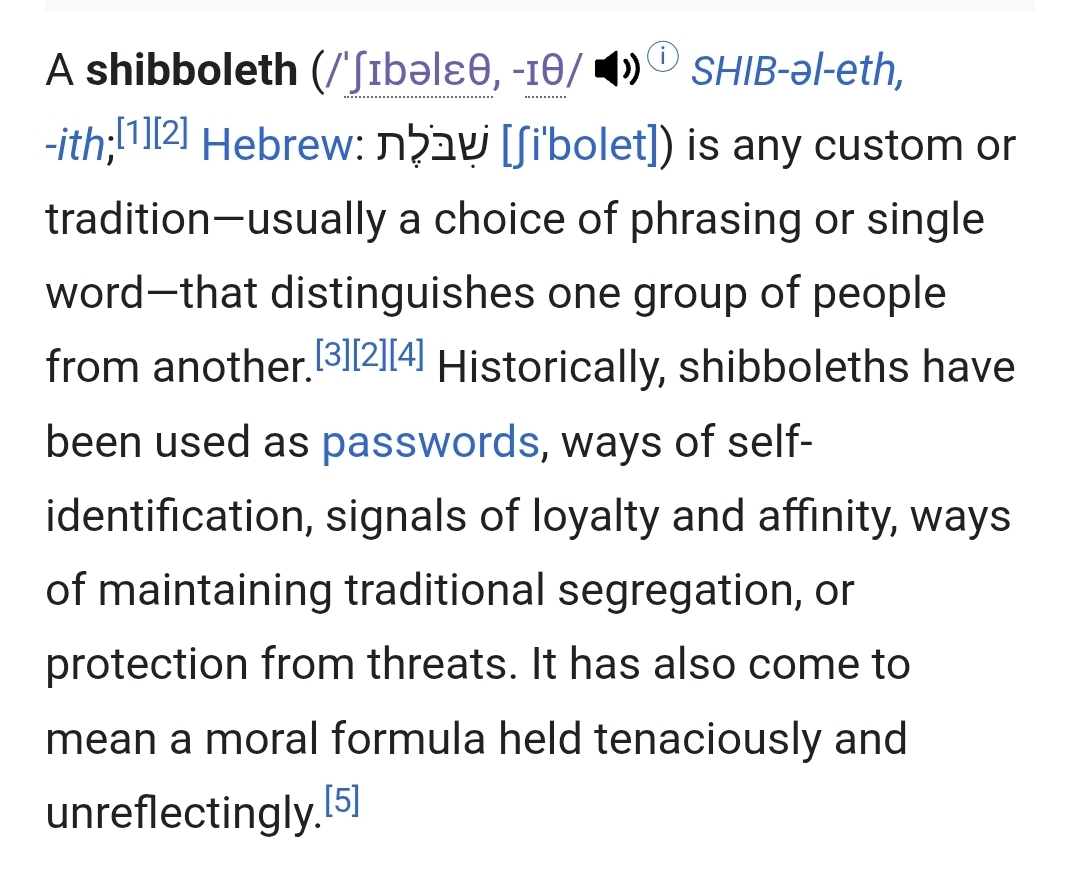 A shibboleth (/ˈʃɪbəlɛθ, -ɪθ/ ⓘ SHIB-əl-eth,
-ith;[1][2] Hebrew: שִׁבֹּלֶת [ʃiˈbolet]) is any custom or
tradition—usually a choice of phrasing or single
word—that distinguishes one group of people
from another.[3][2][4] Historically, shibboleths have
been used as passwords, ways of self-
identification, signals of loyalty and affinity, ways
of maintaining traditional segregation, or
protection from threats. It has also come to
mean a moral formula held tenaciously and
unreflectingly.[5]